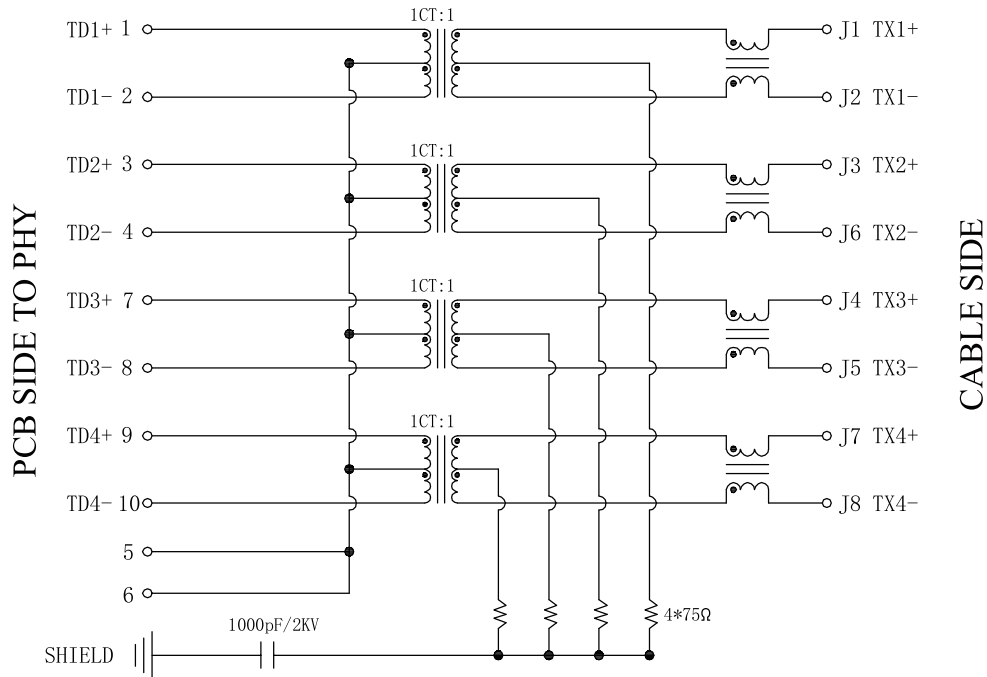 1CT:1
TD1+ 1
J1 TX1+
TD1- 2
J2 TX1-
1CT:1
TD2+ 3
J3 TX2+
TD2- 4
J6 TX2-
PCB SIDE TO PHY
CABLE SIDE
1CT:1
TD3+ 7
J4 TX3+
TD3- 8
J5 TX3-
1CT:1
TD4+ 9
J7 TX4+
TD4- 10
J8 TX4-
5
6
4*75Ω
1000pF/2KV
SHIELD